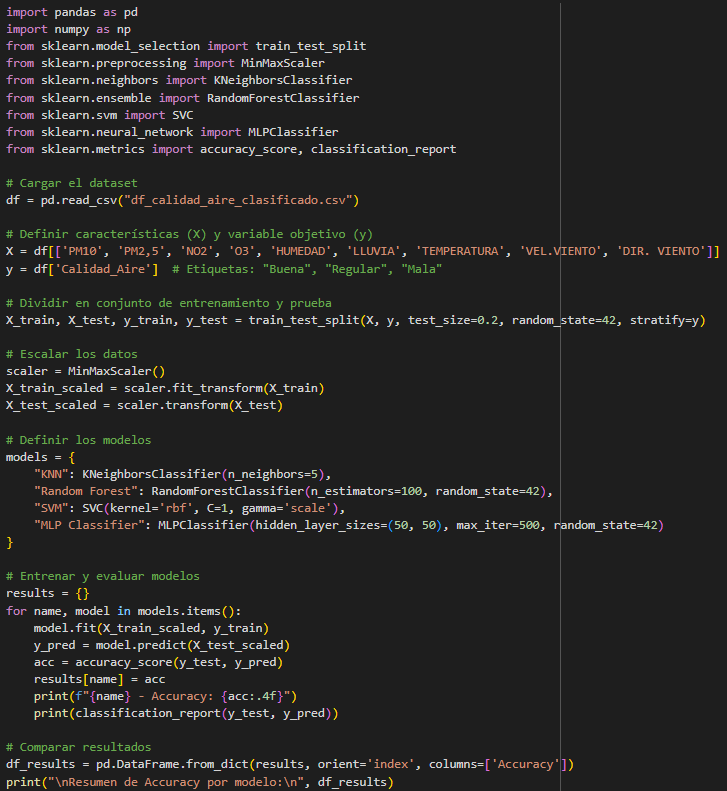 import pandas as pd
import numpy as np
from sklearn.model_selection import train_test_split
from sklearn.preprocessing import MinMaxScaler
from sklearn.neighbors import KNeighborsClassifier
from sklearn.ensemble import RandomForestClassifier
from sklearn.svm import SVC
from sklearn.neural_network import MLPClassifier
from sklearn.metrics import accuracy_score, classification_report

# Cargar el dataset
df = pd.read_csv("df_calidad_aire_clasificado.csv")

# Definir características (X) y variable objetivo (y)
X = df[['PM10', 'PM2,5', 'NO2', 'O3', 'HUMEDAD', 'LLUVIA', 'TEMPERATURA', 'VEL.VIENTO', 'DIR. VIENTO']]
y = df['Calidad_Aire']  # Etiquetas: "Buena", "Regular", "Mala"

# Dividir en conjunto de entrenamiento y prueba
X_train, X_test, y_train, y_test = train_test_split(X, y, test_size=0.2, random_state=42, stratify=y)

# Escalar los datos
scaler = MinMaxScaler()
X_train_scaled = scaler.fit_transform(X_train)
X_test_scaled = scaler.transform(X_test)

# Definir los modelos
models = {
    "KNN": KNeighborsClassifier(n_neighbors=5),
    "Random Forest": RandomForestClassifier(n_estimators=100, random_state=42),
    "SVM": SVC(kernel='rbf', C=1, gamma='scale'),
    "MLP Classifier": MLPClassifier(hidden_layer_sizes=(50, 50), max_iter=500, random_state=42)
}

# Entrenar y evaluar modelos
results = {}
for name, model in models.items():
    model.fit(X_train_scaled, y_train)
    y_pred = model.predict(X_test_scaled)
    acc = accuracy_score(y_test, y_pred)
    results[name] = acc
    print(f"{name} - Accuracy: {acc:.4f}")
    print(classification_report(y_test, y_pred))

# Comparar resultados
df_results = pd.DataFrame.from_dict(results, orient='index', columns=['Accuracy'])
print("\nResumen de Accuracy por modelo:\n", df_results)